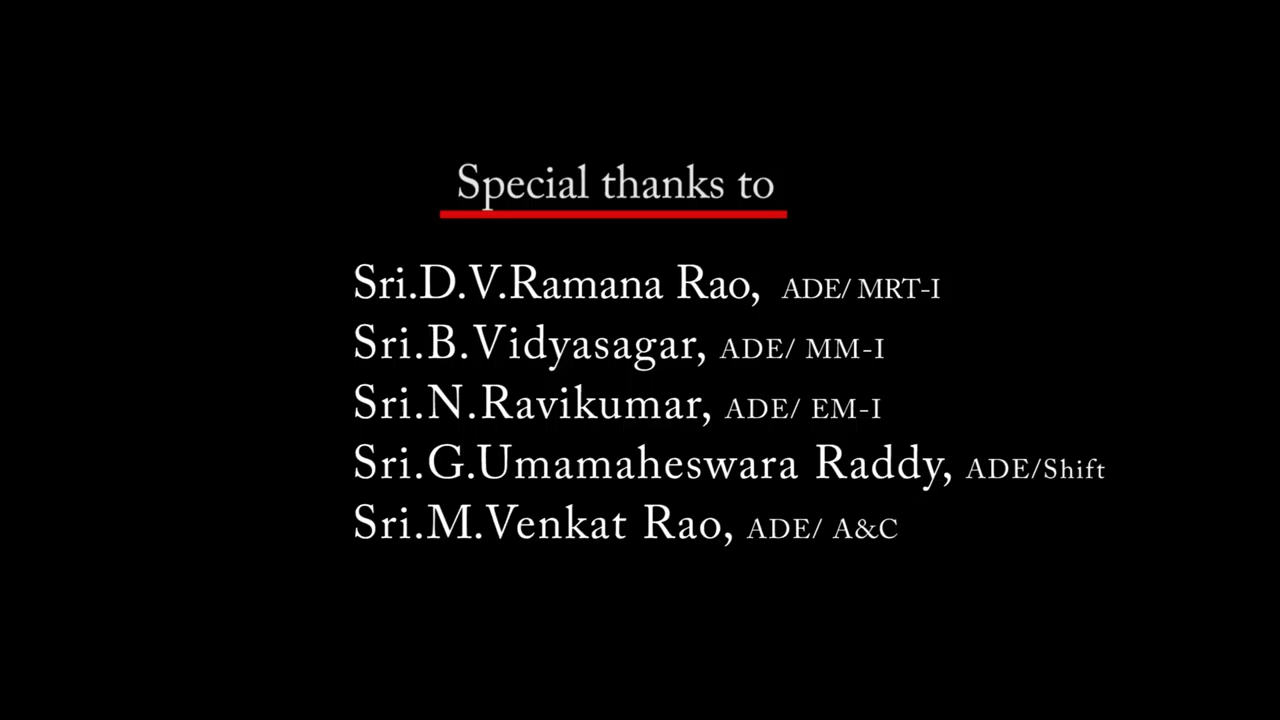 Special thanks to
Sri.D.V.Ramana Rao, ADE/ MRT-I
Sri.B.Vidyasagar, ADE/ MM-I
Sri.N.Ravikumar, ADE/ EM-I
Sri.G.Umamaheswara Raddy, ADE/Shift
Sri.M.Venkat Rao, ADE/ A&C